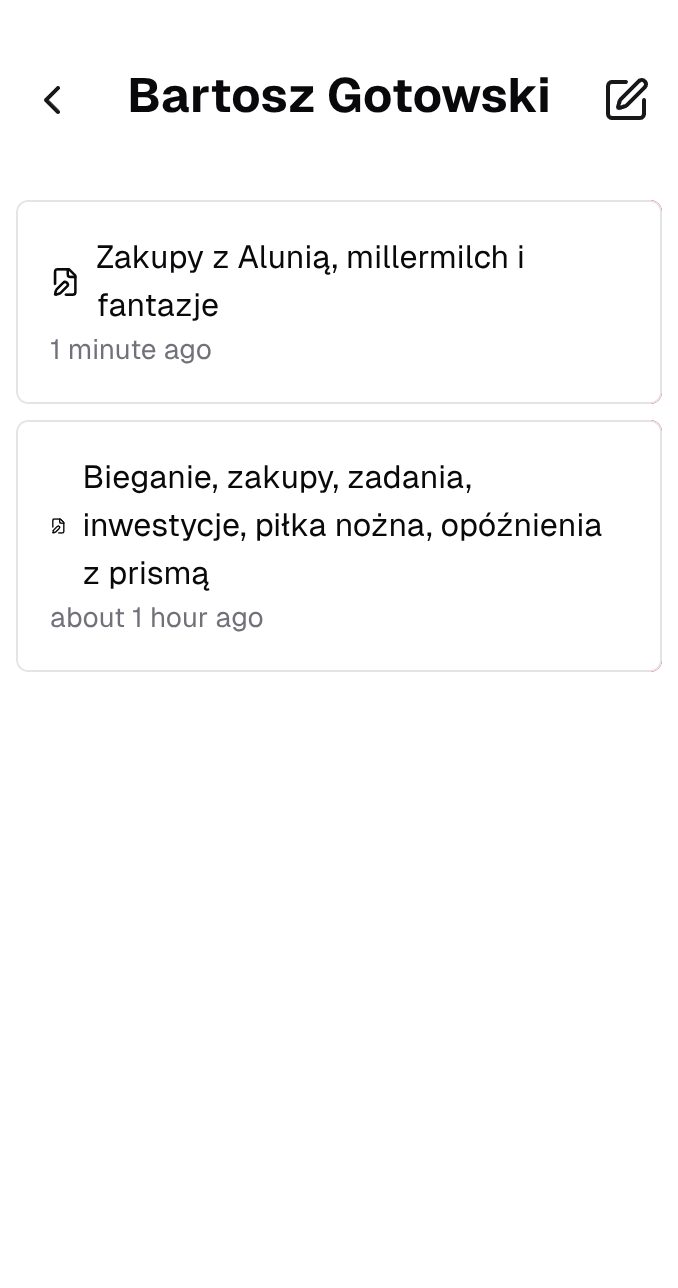 Bartosz Gotowski
Zakupy z Alunią, millermilch i
fantazje
1 minute ago
Bieganie, zakupy, zadania,
inwestycje, piłka nożna, opóźnienia
z prismą
about 1 hour ago